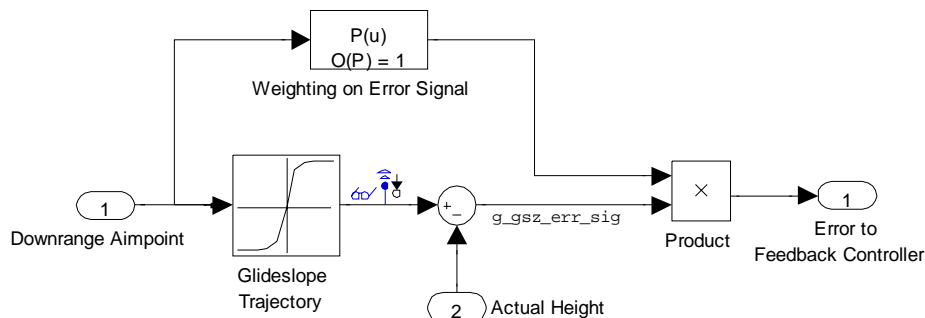 P(u)
O(P) = 1
Weighting on Error Signal
1
Downrange Aimpoint
Glideslope
Trajectory
+
−
g_gsz_err_sig
×
Product
1
Error to
Feedback Controller
2
Actual Height